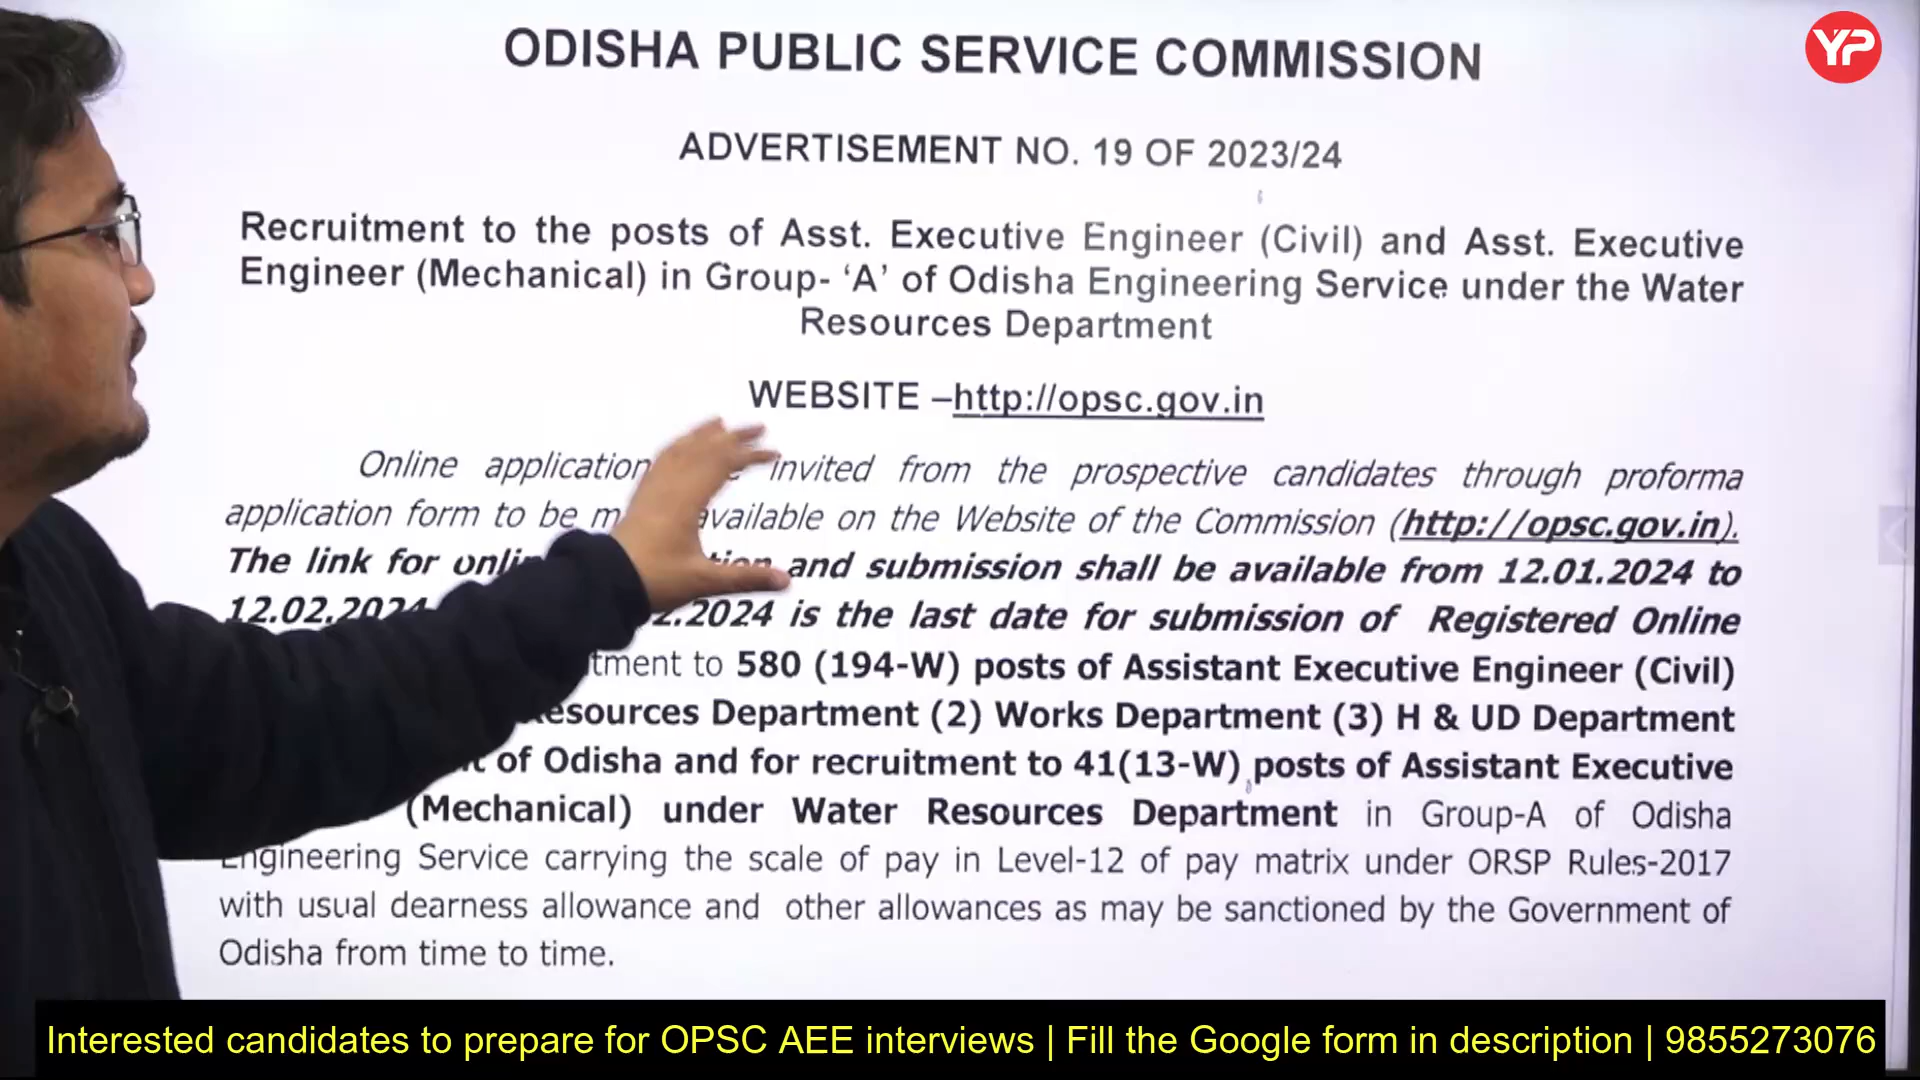 ODISHA PUBLIC SERVICE COMMISSION
YP
ADVERTISEMENT NO. 19 OF 2023/24
Recruitment to the posts of Asst. Executive Engineer (Civil) and Asst. Executive
Engineer (Mechanical) in Group- ‘A’ of Odisha Engineering Service under the Water
Resources Department
WEBSITE –http://opsc.gov.in
Online application invited from the prospective candidates through proforma
application form to be available on the Website of the Commission (http://opsc.gov.in).
The link for and submission shall be available from 12.01.2024 to
12.02.2024 is the last date for submission of Registered Online
to 580 (194-W) posts of Assistant Executive Engineer (Civil)
Department (2) Works Department (3) H & UD Department
of Odisha and for recruitment to 41(13-W) posts of Assistant Executive
(Mechanical) under Water Resources Department in Group-A of Odisha
Engineering Service carrying the scale of pay in Level-12 of pay matrix under ORSP Rules-2017
with usual dearness allowance and other allowances as may be sanctioned by the Government of
Odisha from time to time.
Interested candidates to prepare for OPSC AEE interviews | Fill the Google form in description | 9855273076